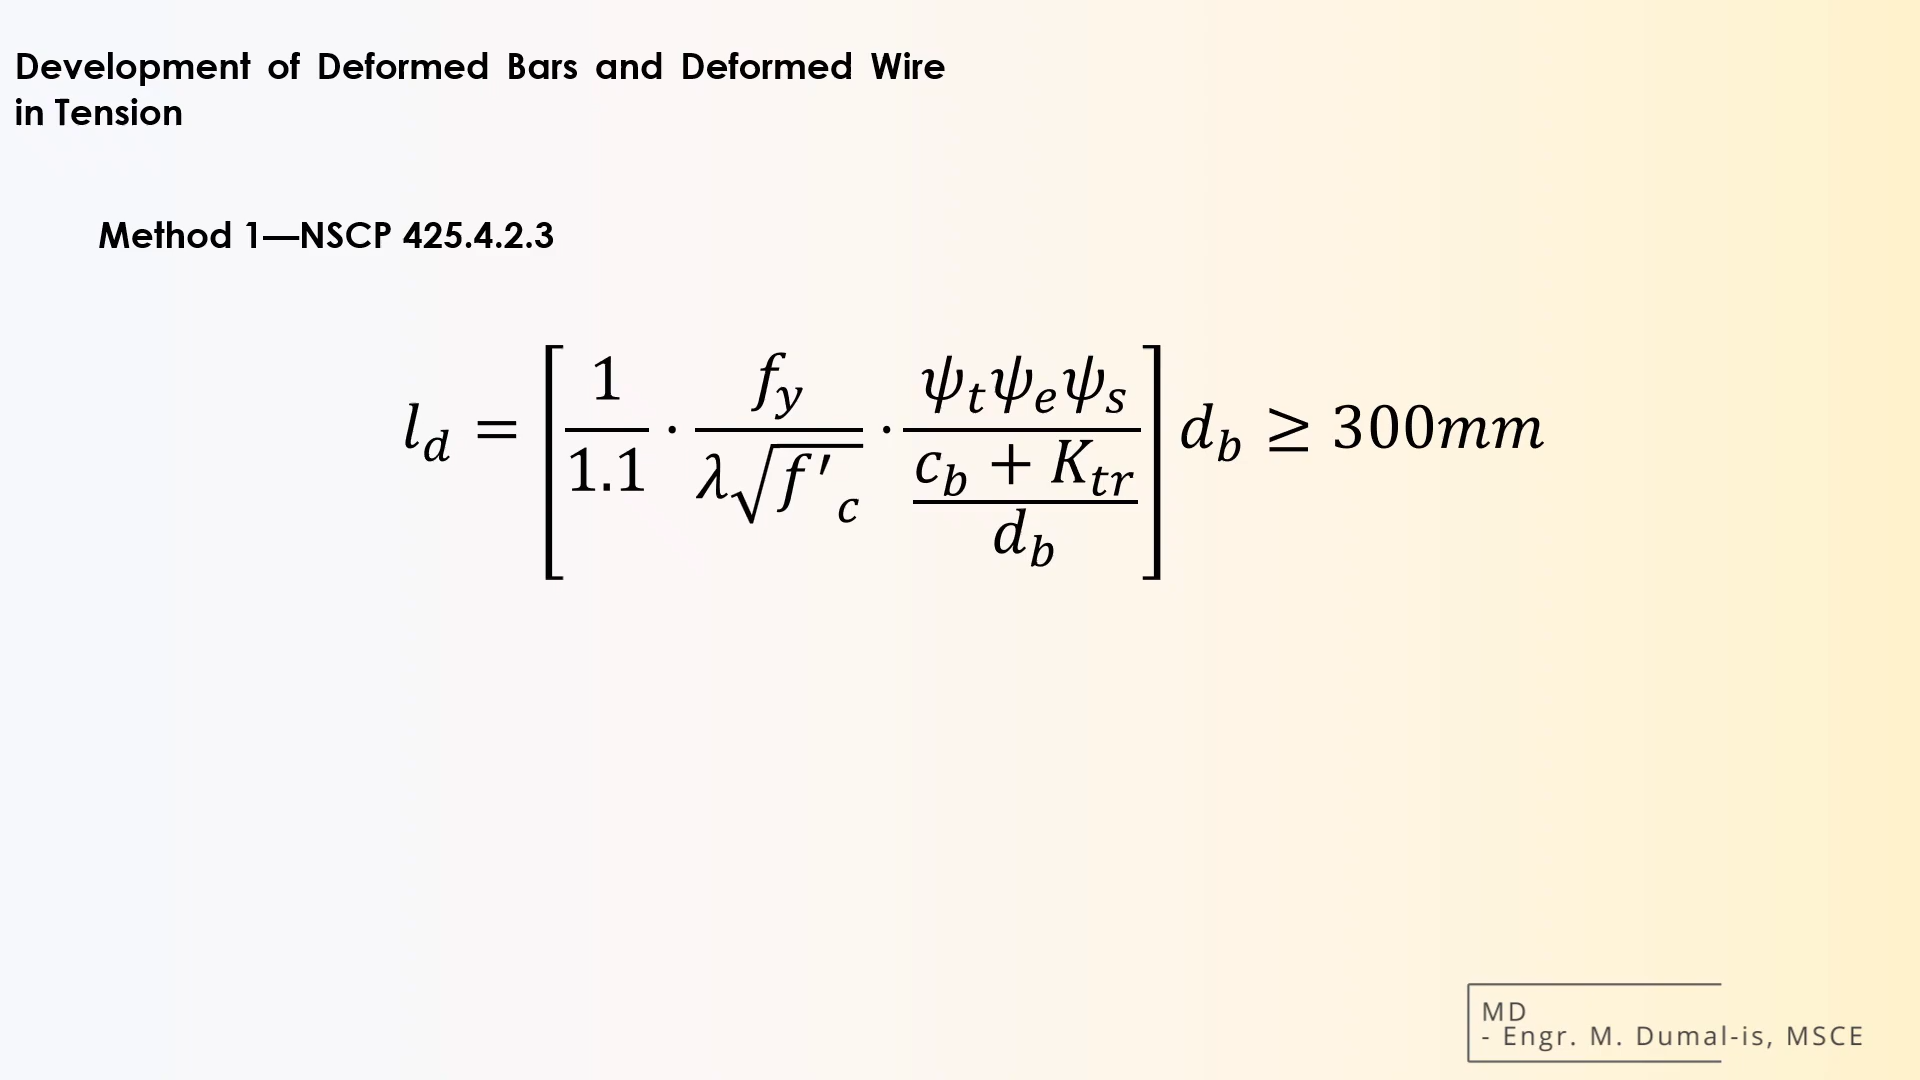 Development of Deformed Bars and Deformed Wire
in Tension
Method 1—NSCP 425.4.2.3
l_d = [1/1.1 · f_y/(λ√f'_c) · ψ_tψ_eψ_s/((c_b + K_tr)/d_b)] d_b ≥ 300mm
MD
- Engr. M. Dumal-is, MSCE